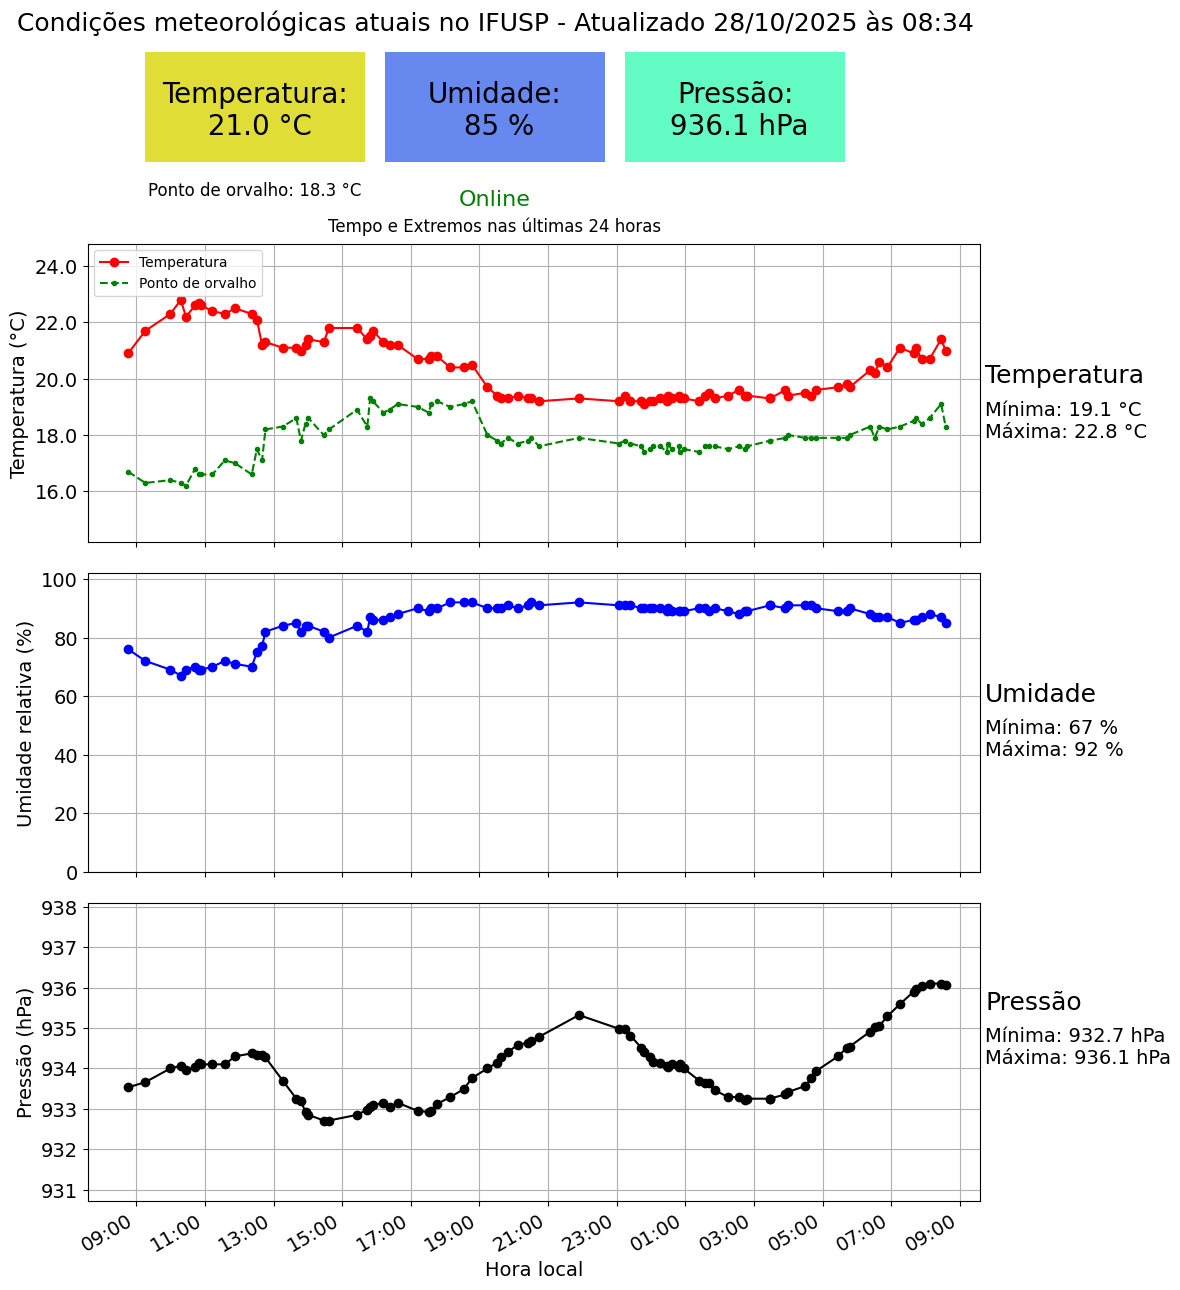 Condições meteorológicas atuais no IFUSP - Atualizado 28/10/2025 às 08:34
Temperatura:
21.0 °C
Umidade:
85 %
Pressão:
936.1 hPa
Ponto de orvalho: 18.3 °C
Online
Tempo e Extremos nas últimas 24 horas
Temperatura
Ponto de orvalho
Temperatura (°C)
24.0
22.0
20.0
18.0
16.0
Temperatura
Mínima: 19.1 °C
Máxima: 22.8 °C
Umidade relativa (%)
100
80
60
40
20
0
Umidade
Mínima: 67 %
Máxima: 92 %
Pressão (hPa)
938
937
936
935
934
933
932
931
Pressão
Mínima: 932.7 hPa
Máxima: 936.1 hPa
09:00
11:00
13:00
15:00
17:00
19:00
21:00
23:00
01:00
03:00
05:00
07:00
09:00
Hora local